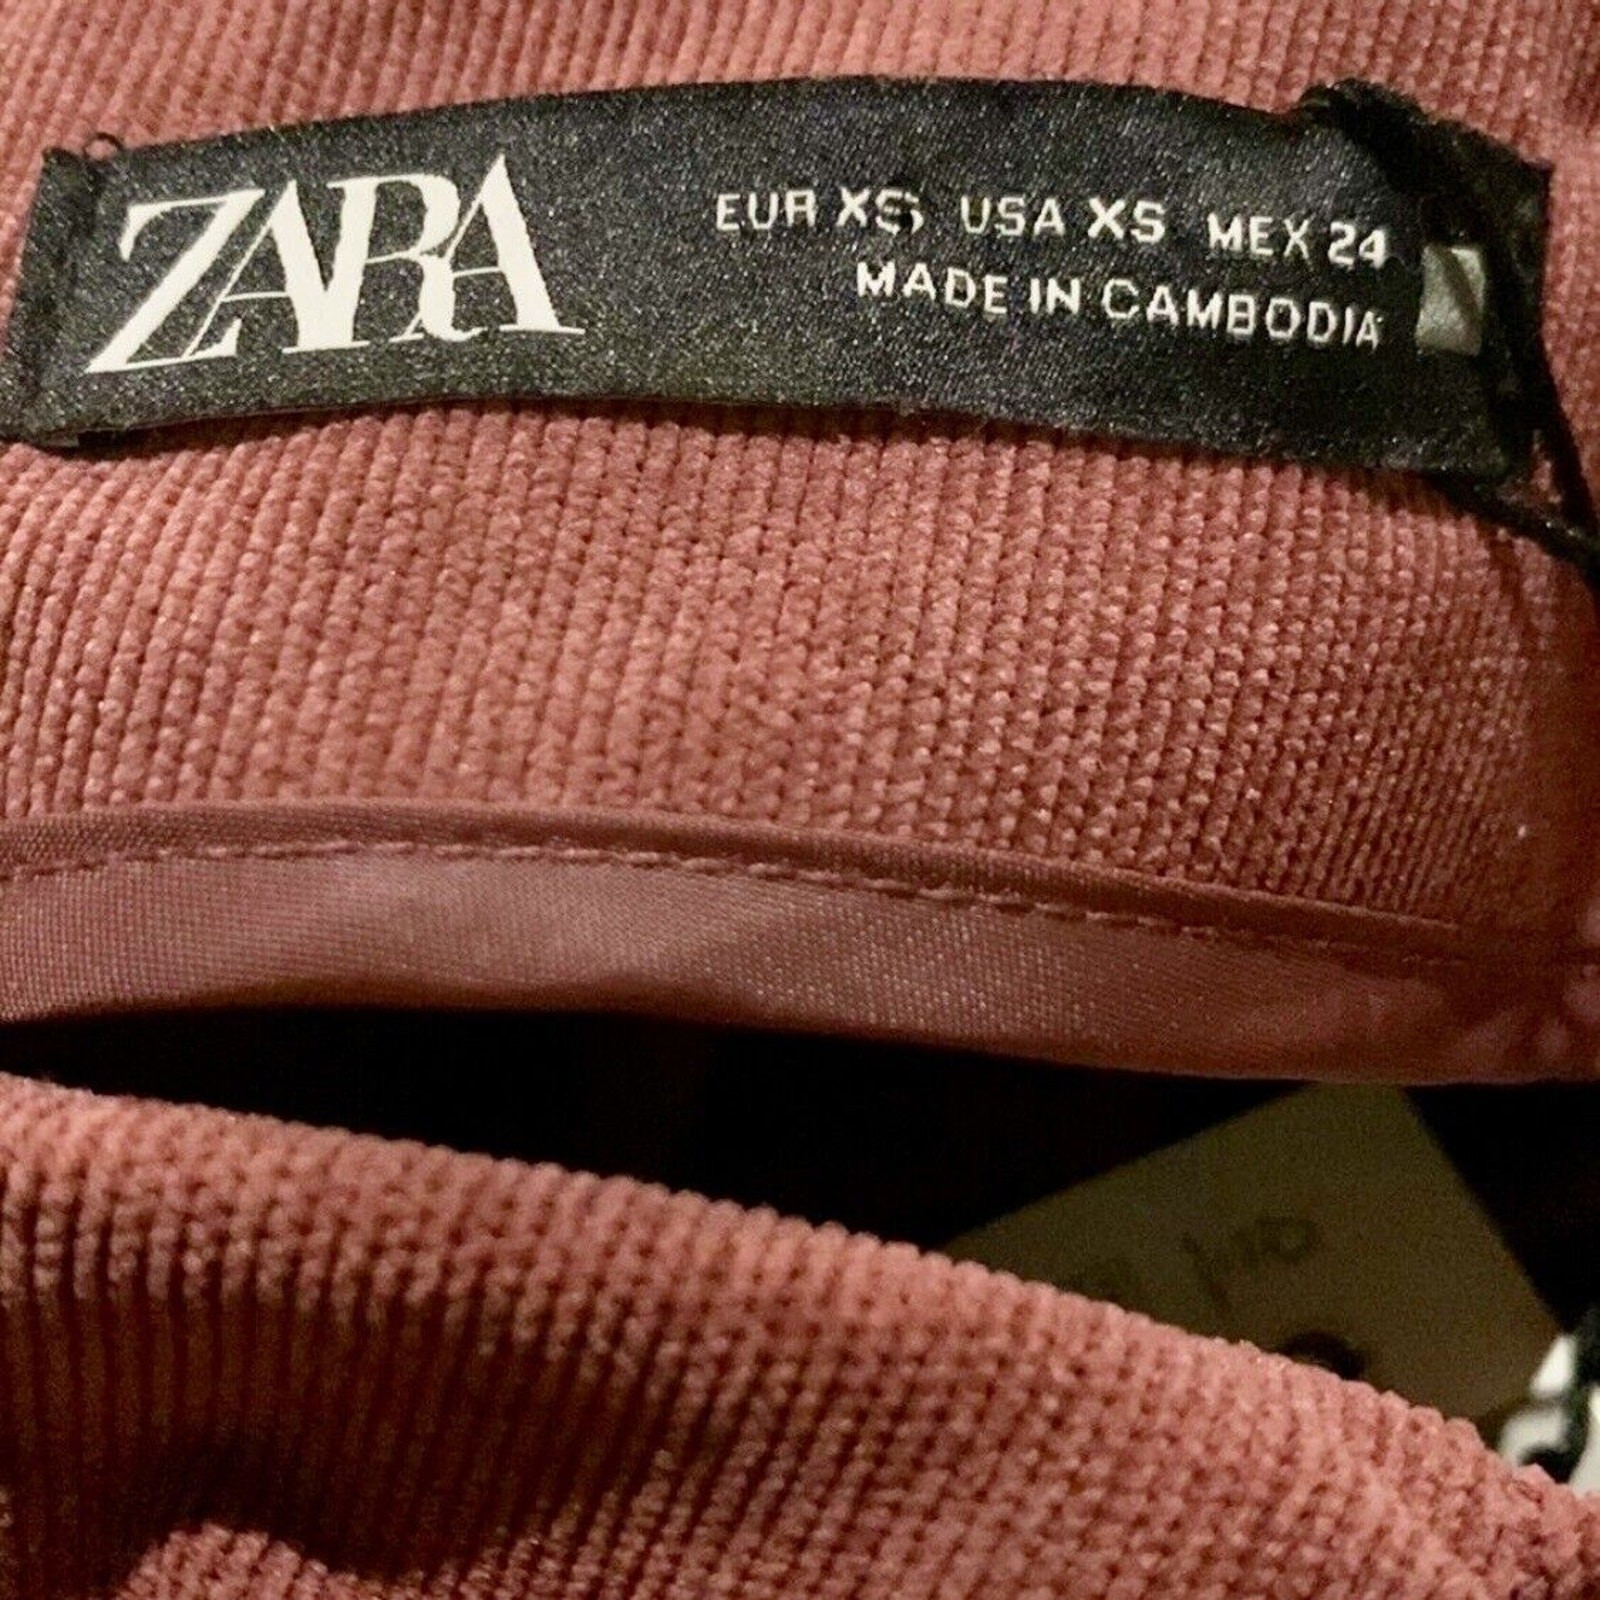 ZARA
EUR XS USA XS MEX 24
MADE IN CAMBODIA